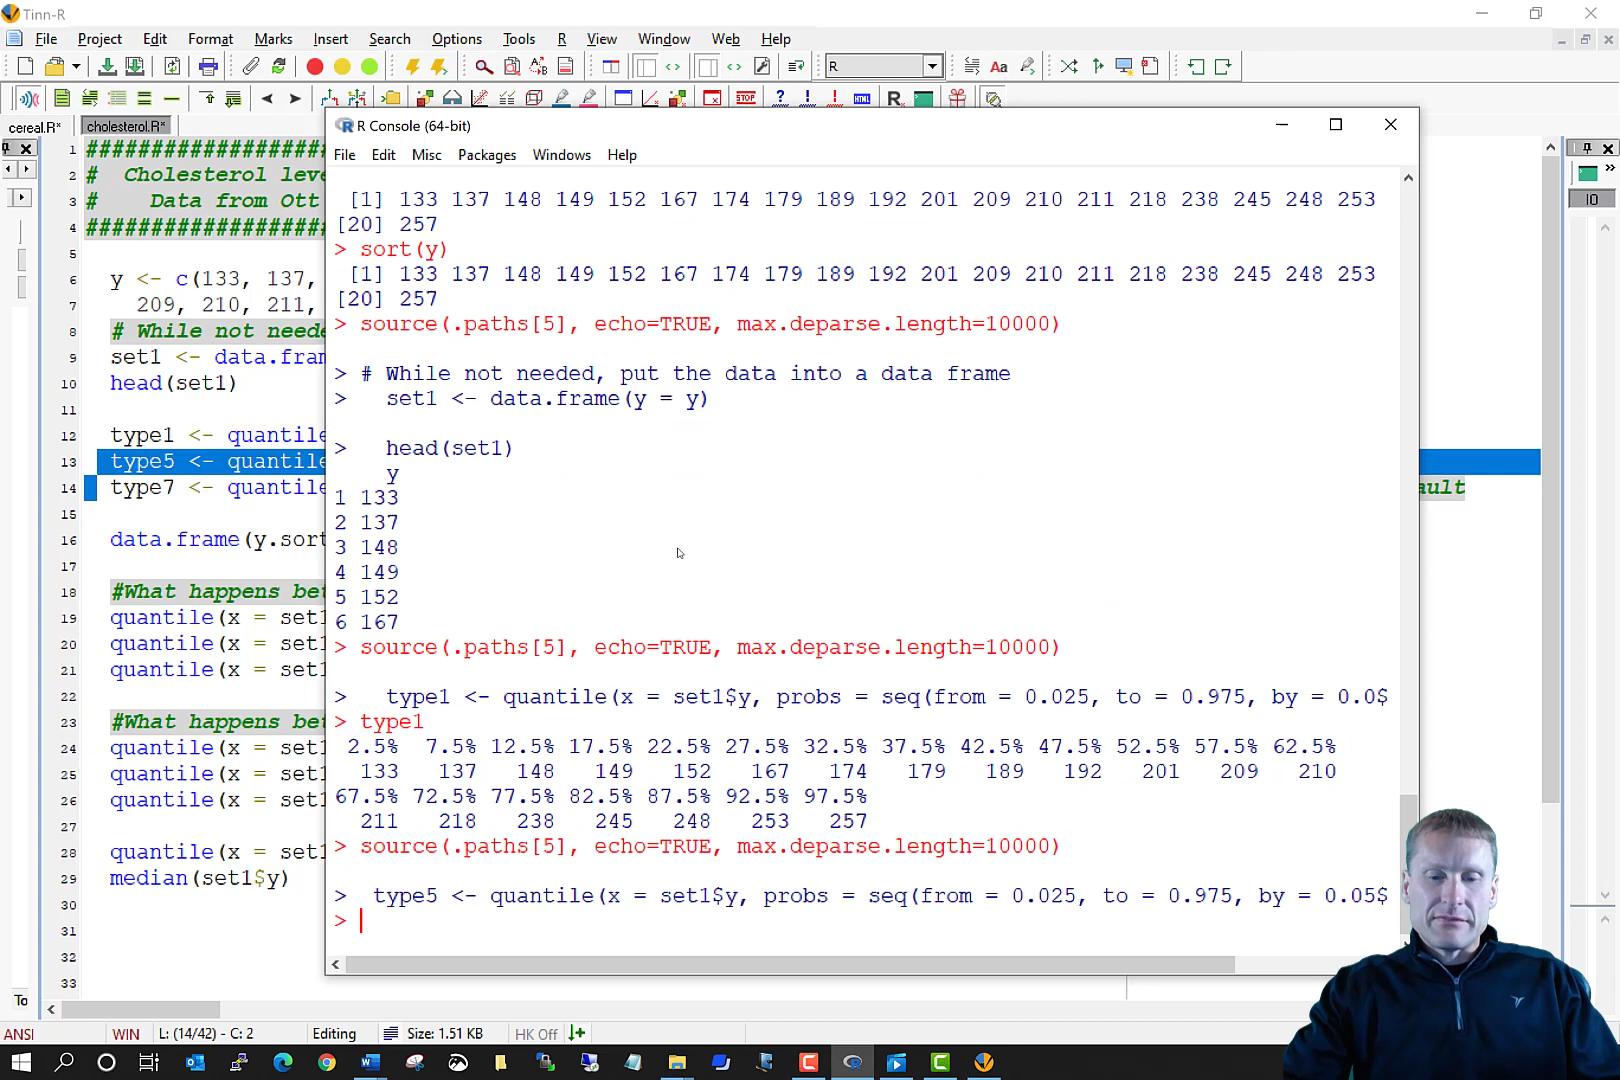 Tinn-R
File Project Edit Format Marks Insert Search Options Tools R View Window Web Help
R
cereal.R* cholesterol.R*
1 ####################
2 # Cholesterol leve
3 # Data from Ott
4 ####################
5
6 y <- c(133, 137,
7 209, 210, 211,
8 # While not neede
9 set1 <- data.fram
10 head(set1)
11
12 type1 <- quantile
13 type5 <- quantile
14 type7 <- quantile
ault
15
16 data.frame(y.sort
17
18 #What happens bet
19 quantile(x = set1
20 quantile(x = set1
21 quantile(x = set1
22
23 #What happens bet
24 quantile(x = set1
25 quantile(x = set1
26 quantile(x = set1
27
28 quantile(x = set1
29 median(set1$y)
30
31
32
33
To
IO
R Console (64-bit)
File Edit Misc Packages Windows Help
[1] 133 137 148 149 152 167 174 179 189 192 201 209 210 211 218 238 245 248 253
[20] 257
> sort(y)
[1] 133 137 148 149 152 167 174 179 189 192 201 209 210 211 218 238 245 248 253
[20] 257
> source(.paths[5], echo=TRUE, max.deparse.length=10000)
> # While not needed, put the data into a data frame
> set1 <- data.frame(y = y)
> head(set1)
y
1 133
2 137
3 148
4 149
5 152
6 167
> source(.paths[5], echo=TRUE, max.deparse.length=10000)
> type1 <- quantile(x = set1$y, probs = seq(from = 0.025, to = 0.975, by = 0.0$
> type1
2.5% 7.5% 12.5% 17.5% 22.5% 27.5% 32.5% 37.5% 42.5% 47.5% 52.5% 57.5% 62.5%
133 137 148 149 152 167 174 179 189 192 201 209 210
67.5% 72.5% 77.5% 82.5% 87.5% 92.5% 97.5%
211 218 238 245 248 253 257
> source(.paths[5], echo=TRUE, max.deparse.length=10000)
> type5 <- quantile(x = set1$y, probs = seq(from = 0.025, to = 0.975, by = 0.05$
>
ANSI WIN L: (14/42) - C: 2 Editing Size: 1.51 KB HK Off